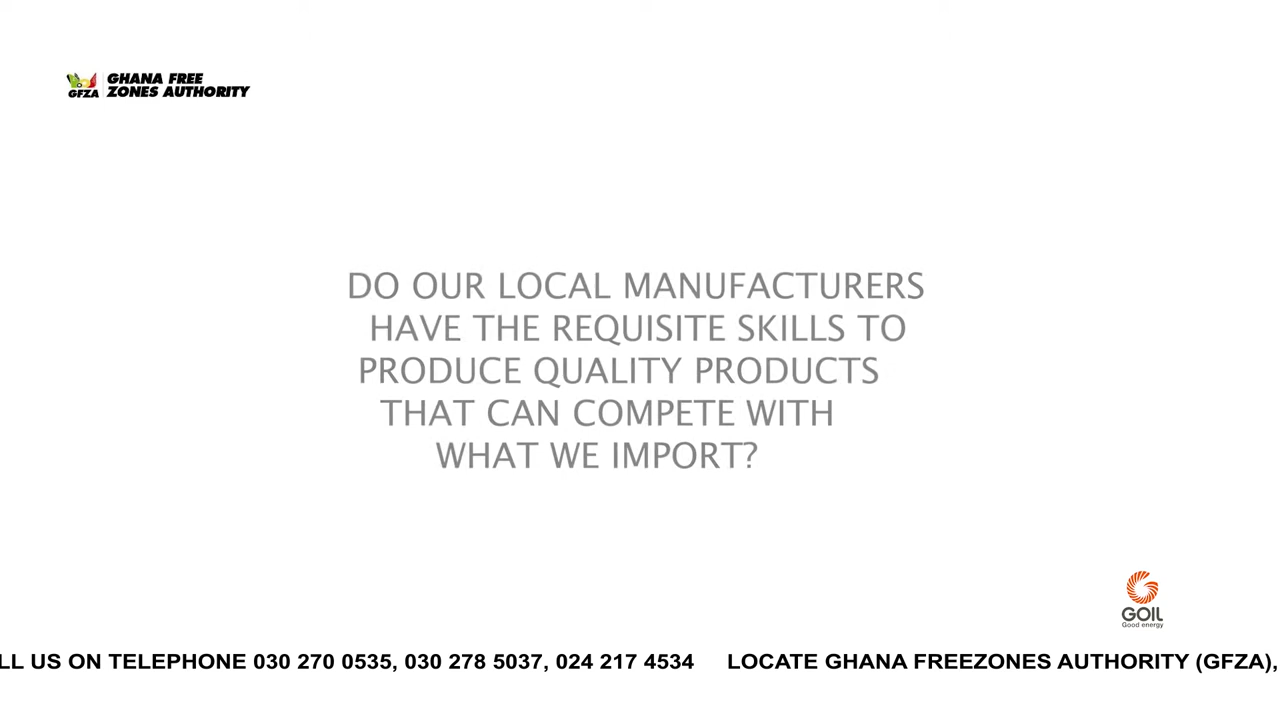 GFZA
GHANA FREE
ZONES AUTHORITY
DO OUR LOCAL MANUFACTURERS
HAVE THE REQUISITE SKILLS TO
PRODUCE QUALITY PRODUCTS
THAT CAN COMPETE WITH
WHAT WE IMPORT?
GOIL
Good energy
LL US ON TELEPHONE 030 270 0535, 030 278 5037, 024 217 4534 LOCATE GHANA FREEZONES AUTHORITY (GFZA),